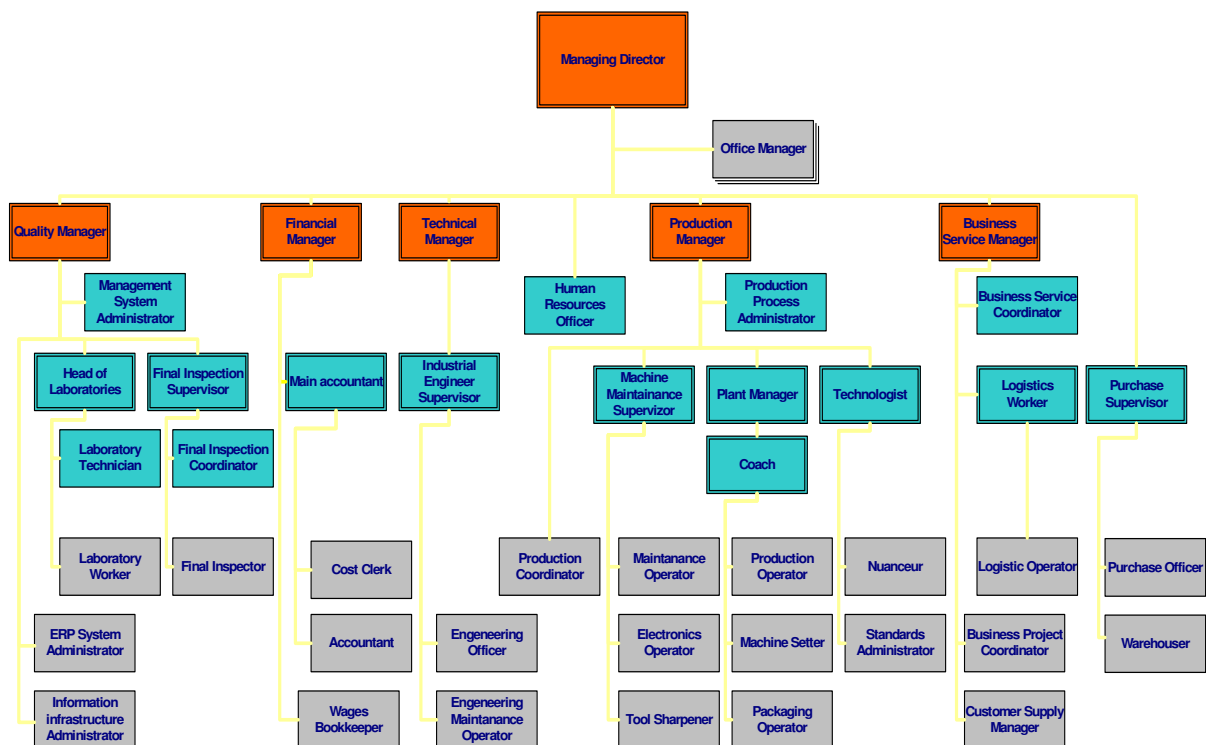 Managing Director
Office Manager
Quality Manager
Financial
Manager
Technical
Manager
Production
Manager
Business
Service Manager
Management
System
Administrator
Human
Resources
Officer
Production
Process
Administrator
Business Service
Coordinator
Head of
Laboratories
Final Inspection
Supervisor
Main accountant
Industrial
Engineer
Supervisor
Machine
Maintainance
Supervizor
Plant Manager
Technologist
Logistics
Worker
Purchase
Supervisor
Laboratory
Technician
Final Inspection
Coordinator
Coach
Laboratory
Worker
Final Inspector
Cost Clerk
Production
Coordinator
Maintanance
Operator
Production
Operator
Nuanceur
Logistic Operator
Purchase Officer
ERP System
Administrator
Accountant
Engeneering
Officer
Electronics
Operator
Machine Setter
Standards
Administrator
Business Project
Coordinator
Warehouser
Information
infrastructure
Administrator
Wages
Bookkeeper
Engeneering
Maintanance
Operator
Tool Sharpener
Packaging
Operator
Customer Supply
Manager